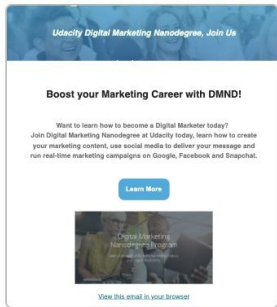 Udacity Digital Marketing Nanodegree, Join Us
Boost your Marketing Career with DMND!
Want to learn how to become a Digital Marketer today?
Join Digital Marketing Nanodegree at Udacity today, learn how to create
your marketing content, use social media to deliver your message and
run real-time marketing campaigns on Google, Facebook and Snapchat.
Learn More
Digital Marketing
Nanodegree Program
View this email in your browser